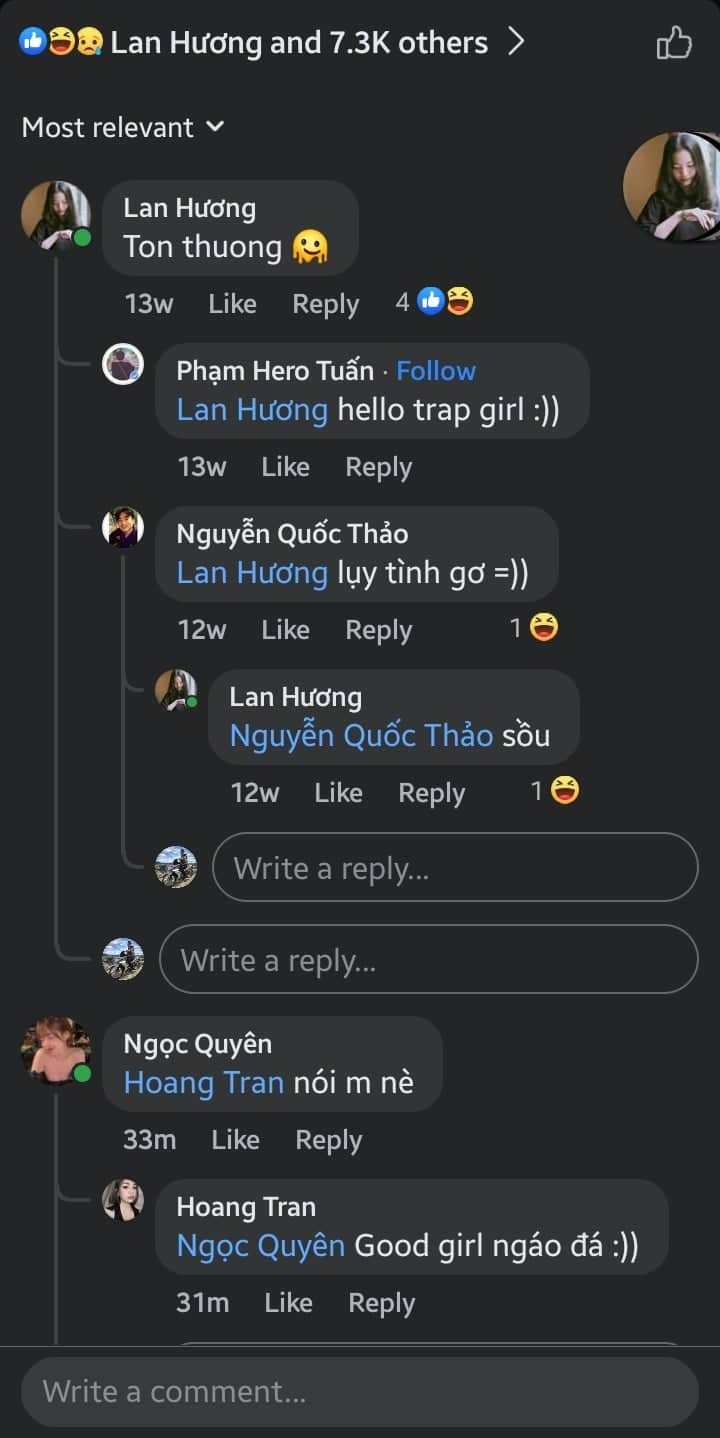 Lan Hương and 7.3K others
Most relevant
Lan Hương
Ton thuong 🫠
13w Like Reply 4
Phạm Hero Tuấn · Follow
Lan Hương hello trap girl :))
13w Like Reply
Nguyễn Quốc Thảo
Lan Hương lụy tình gơ =))
12w Like Reply 1
Lan Hương
Nguyễn Quốc Thảo sồu
12w Like Reply 1
Write a reply...
Write a reply...
Ngọc Quyên
Hoang Tran nói m nè
33m Like Reply
Hoang Tran
Ngọc Quyên Good girl ngáo đá :))
31m Like Reply
Write a comment...